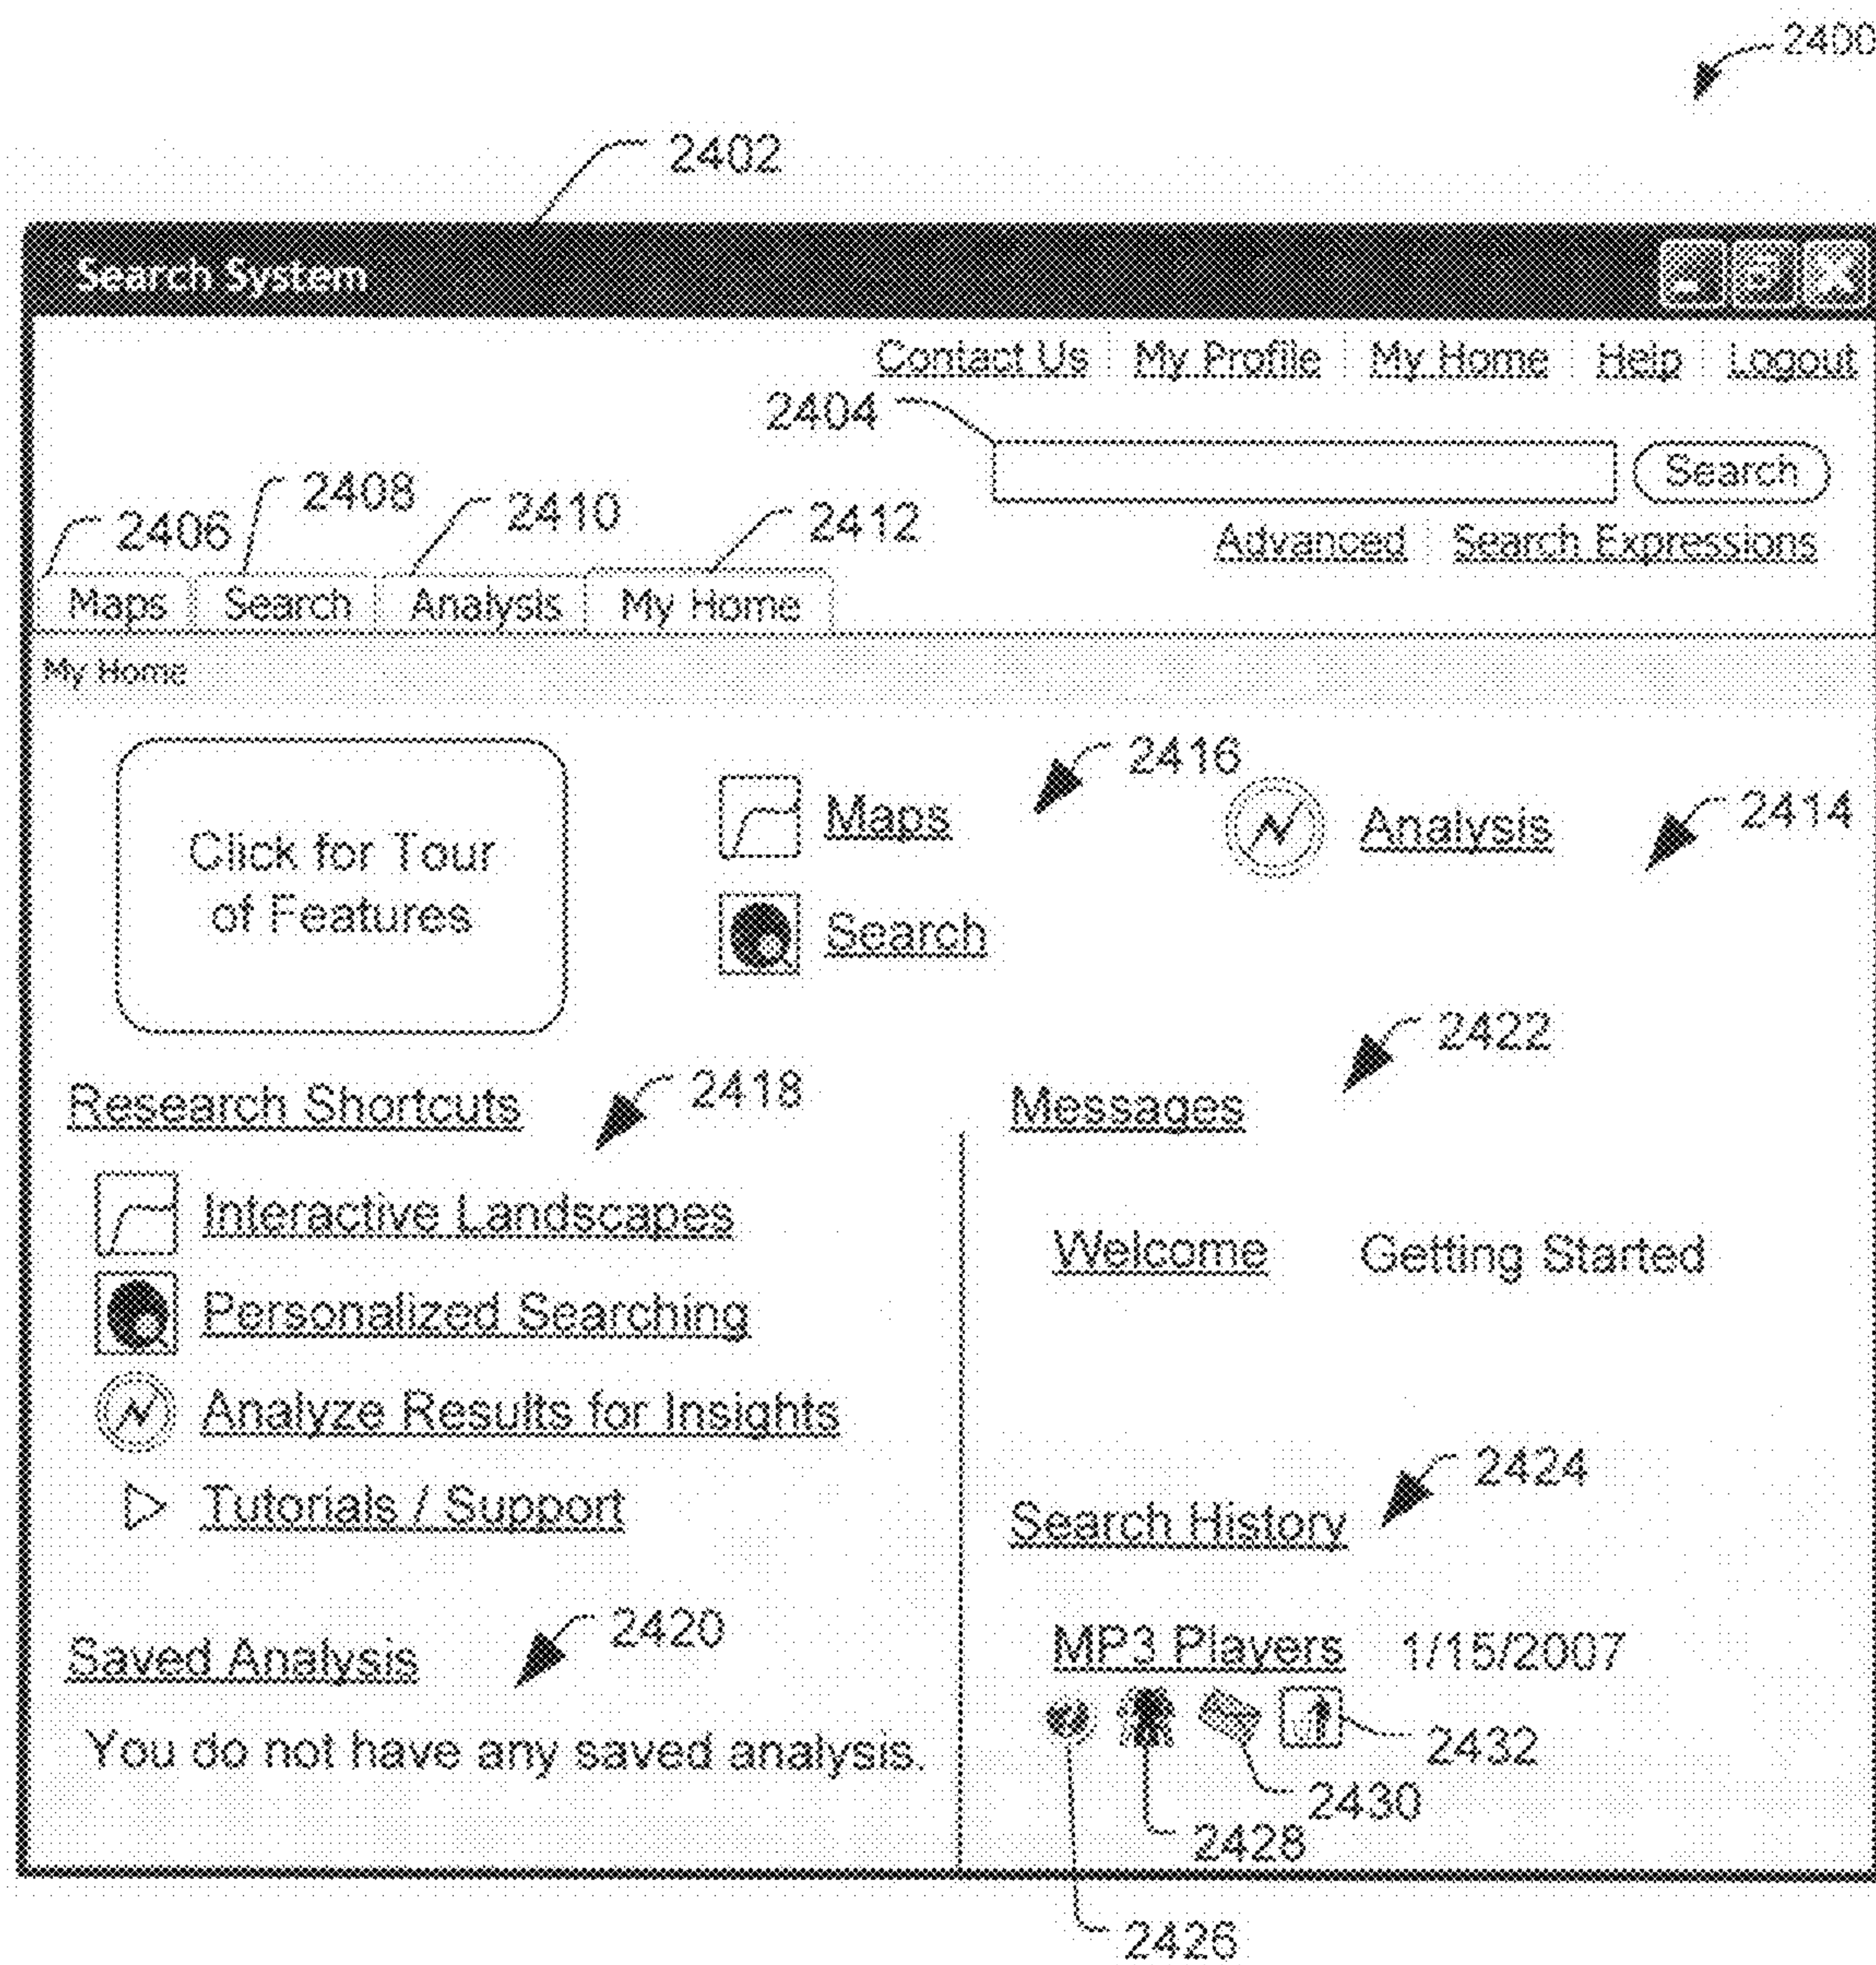 2400
2402
Search System
Contact Us My Profile My Home Help Logout
2404
Search
2406 2408 2410 2412
Advanced Search Expressions
Maps Search Analysis My Home
My Home
Click for Tour
of Features
Maps
2416
Analysis
2414
Search
2422
Research Shortcuts
2418
Messages
Interactive Landscapes
Welcome Getting Started
Personalized Searching
Analyze Results for Insights
2424
Tutorials / Support
Search History
2420
Saved Analysis
MP3 Players 1/15/2007
You do not have any saved analysis.
2432
2430
2428
2426